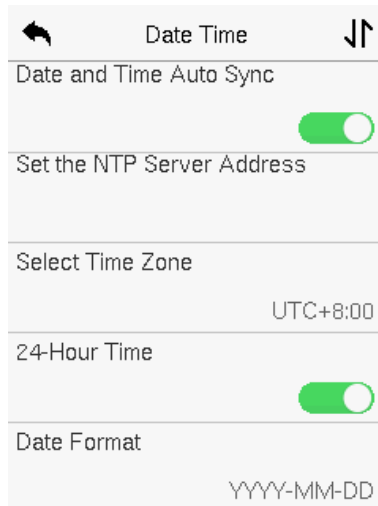 Date Time
Date and Time Auto Sync
Set the NTP Server Address
Select Time Zone
UTC+8:00
24-Hour Time
Date Format
YYYY-MM-DD